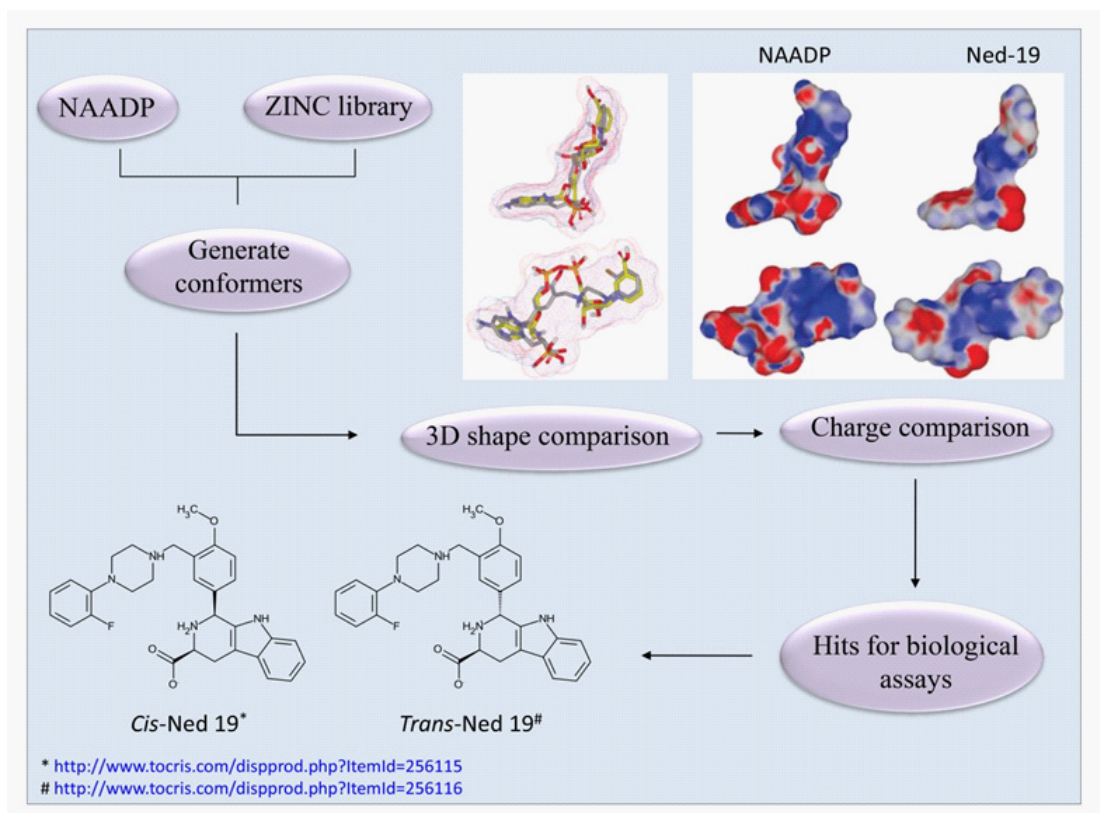 NAADP
Ned-19
NAADP
ZINC library
Generate
conformers
3D shape comparison
Charge comparison
Hits for biological
assays
H₃C
O
NH
N
F
H₂N
NH
O
O⁻
Cis-Ned 19*
H₃C
O
NH
N
F
H₂N
NH
O
O⁻
Trans-Ned 19#
* http://www.tocris.com/dispprod.php?ItemId=256115
# http://www.tocris.com/dispprod.php?ItemId=256116